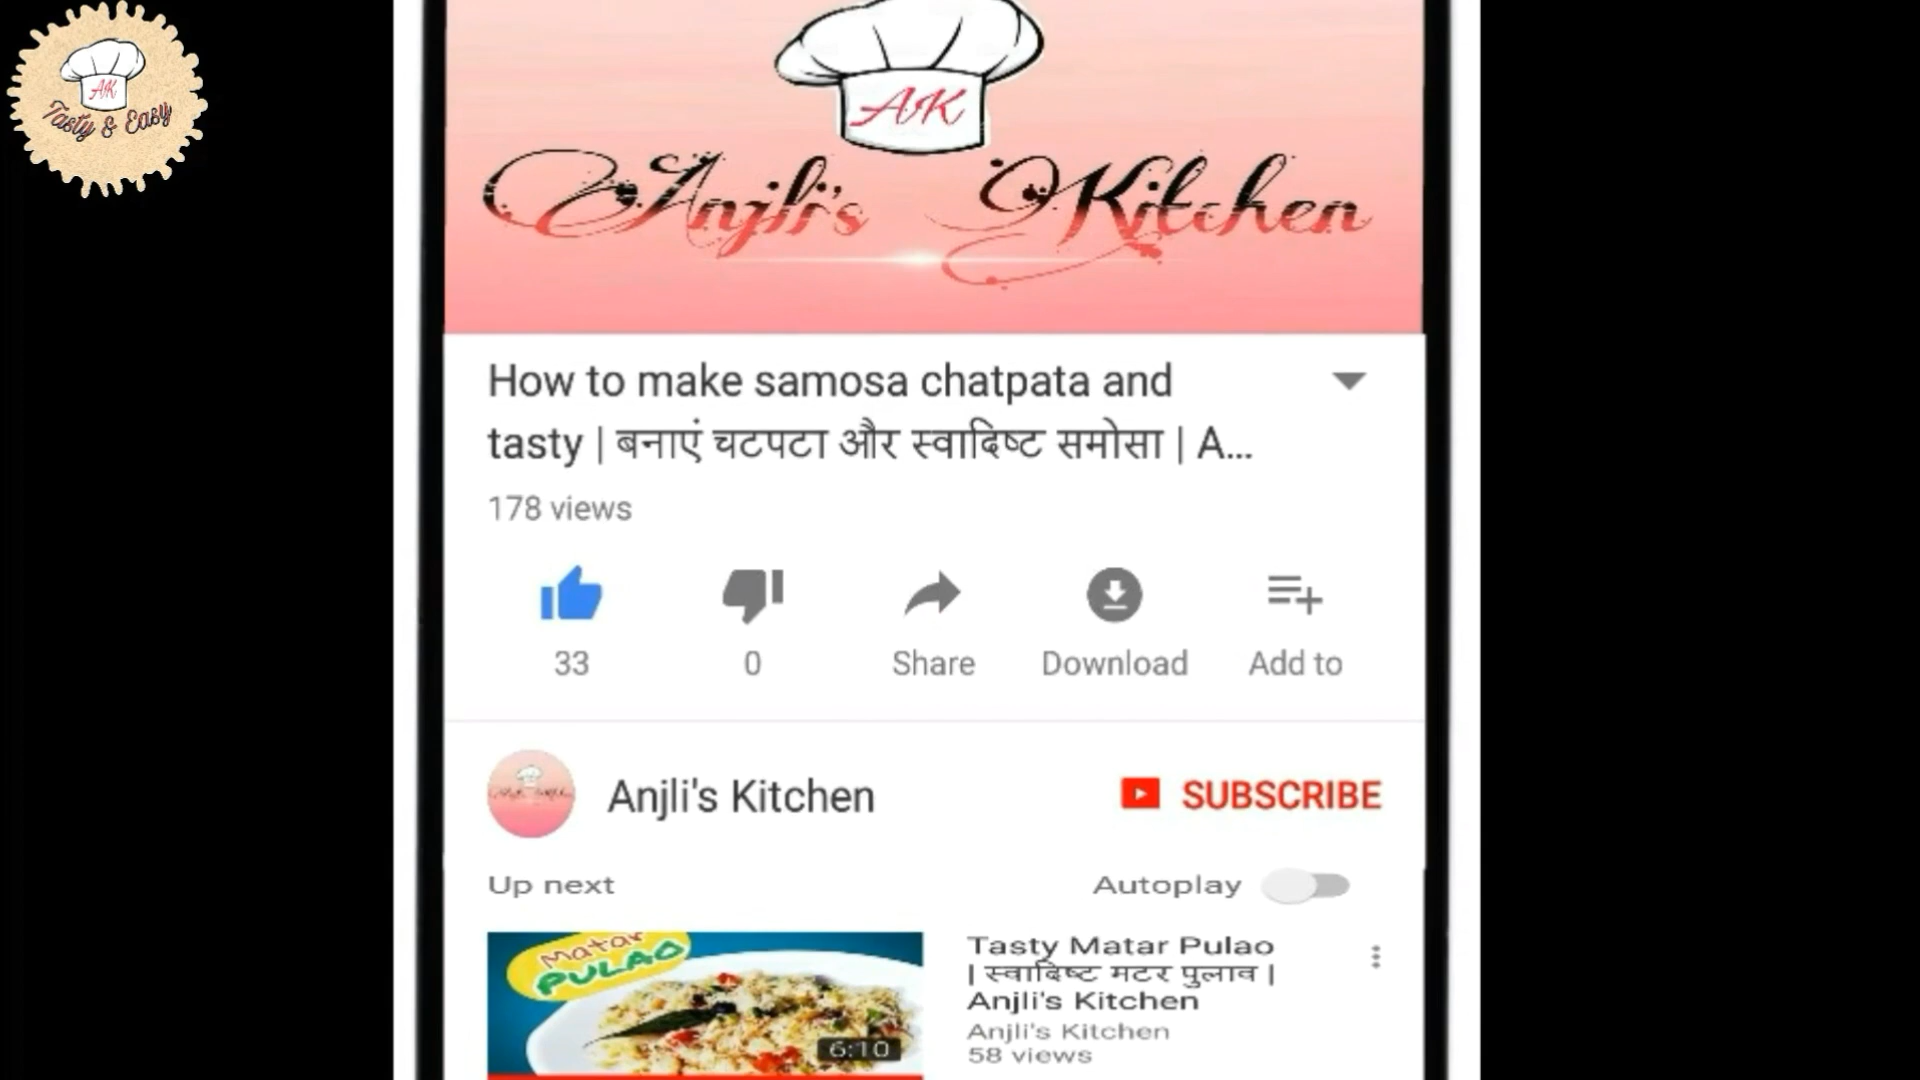 AK
Tasty & Easy
AK
Anjli's Kitchen
How to make samosa chatpata and
tasty | बनाएं चटपटा और स्वादिष्ट समोसा | A...
178 views
33
0
Share
Download
Add to
Anjli's Kitchen
SUBSCRIBE
Up next
Autoplay
Matar
PULAO
6:10
Tasty Matar Pulao
| स्वादिष्ट मटर पुलाव |
Anjli's Kitchen
Anjli's Kitchen
58 views